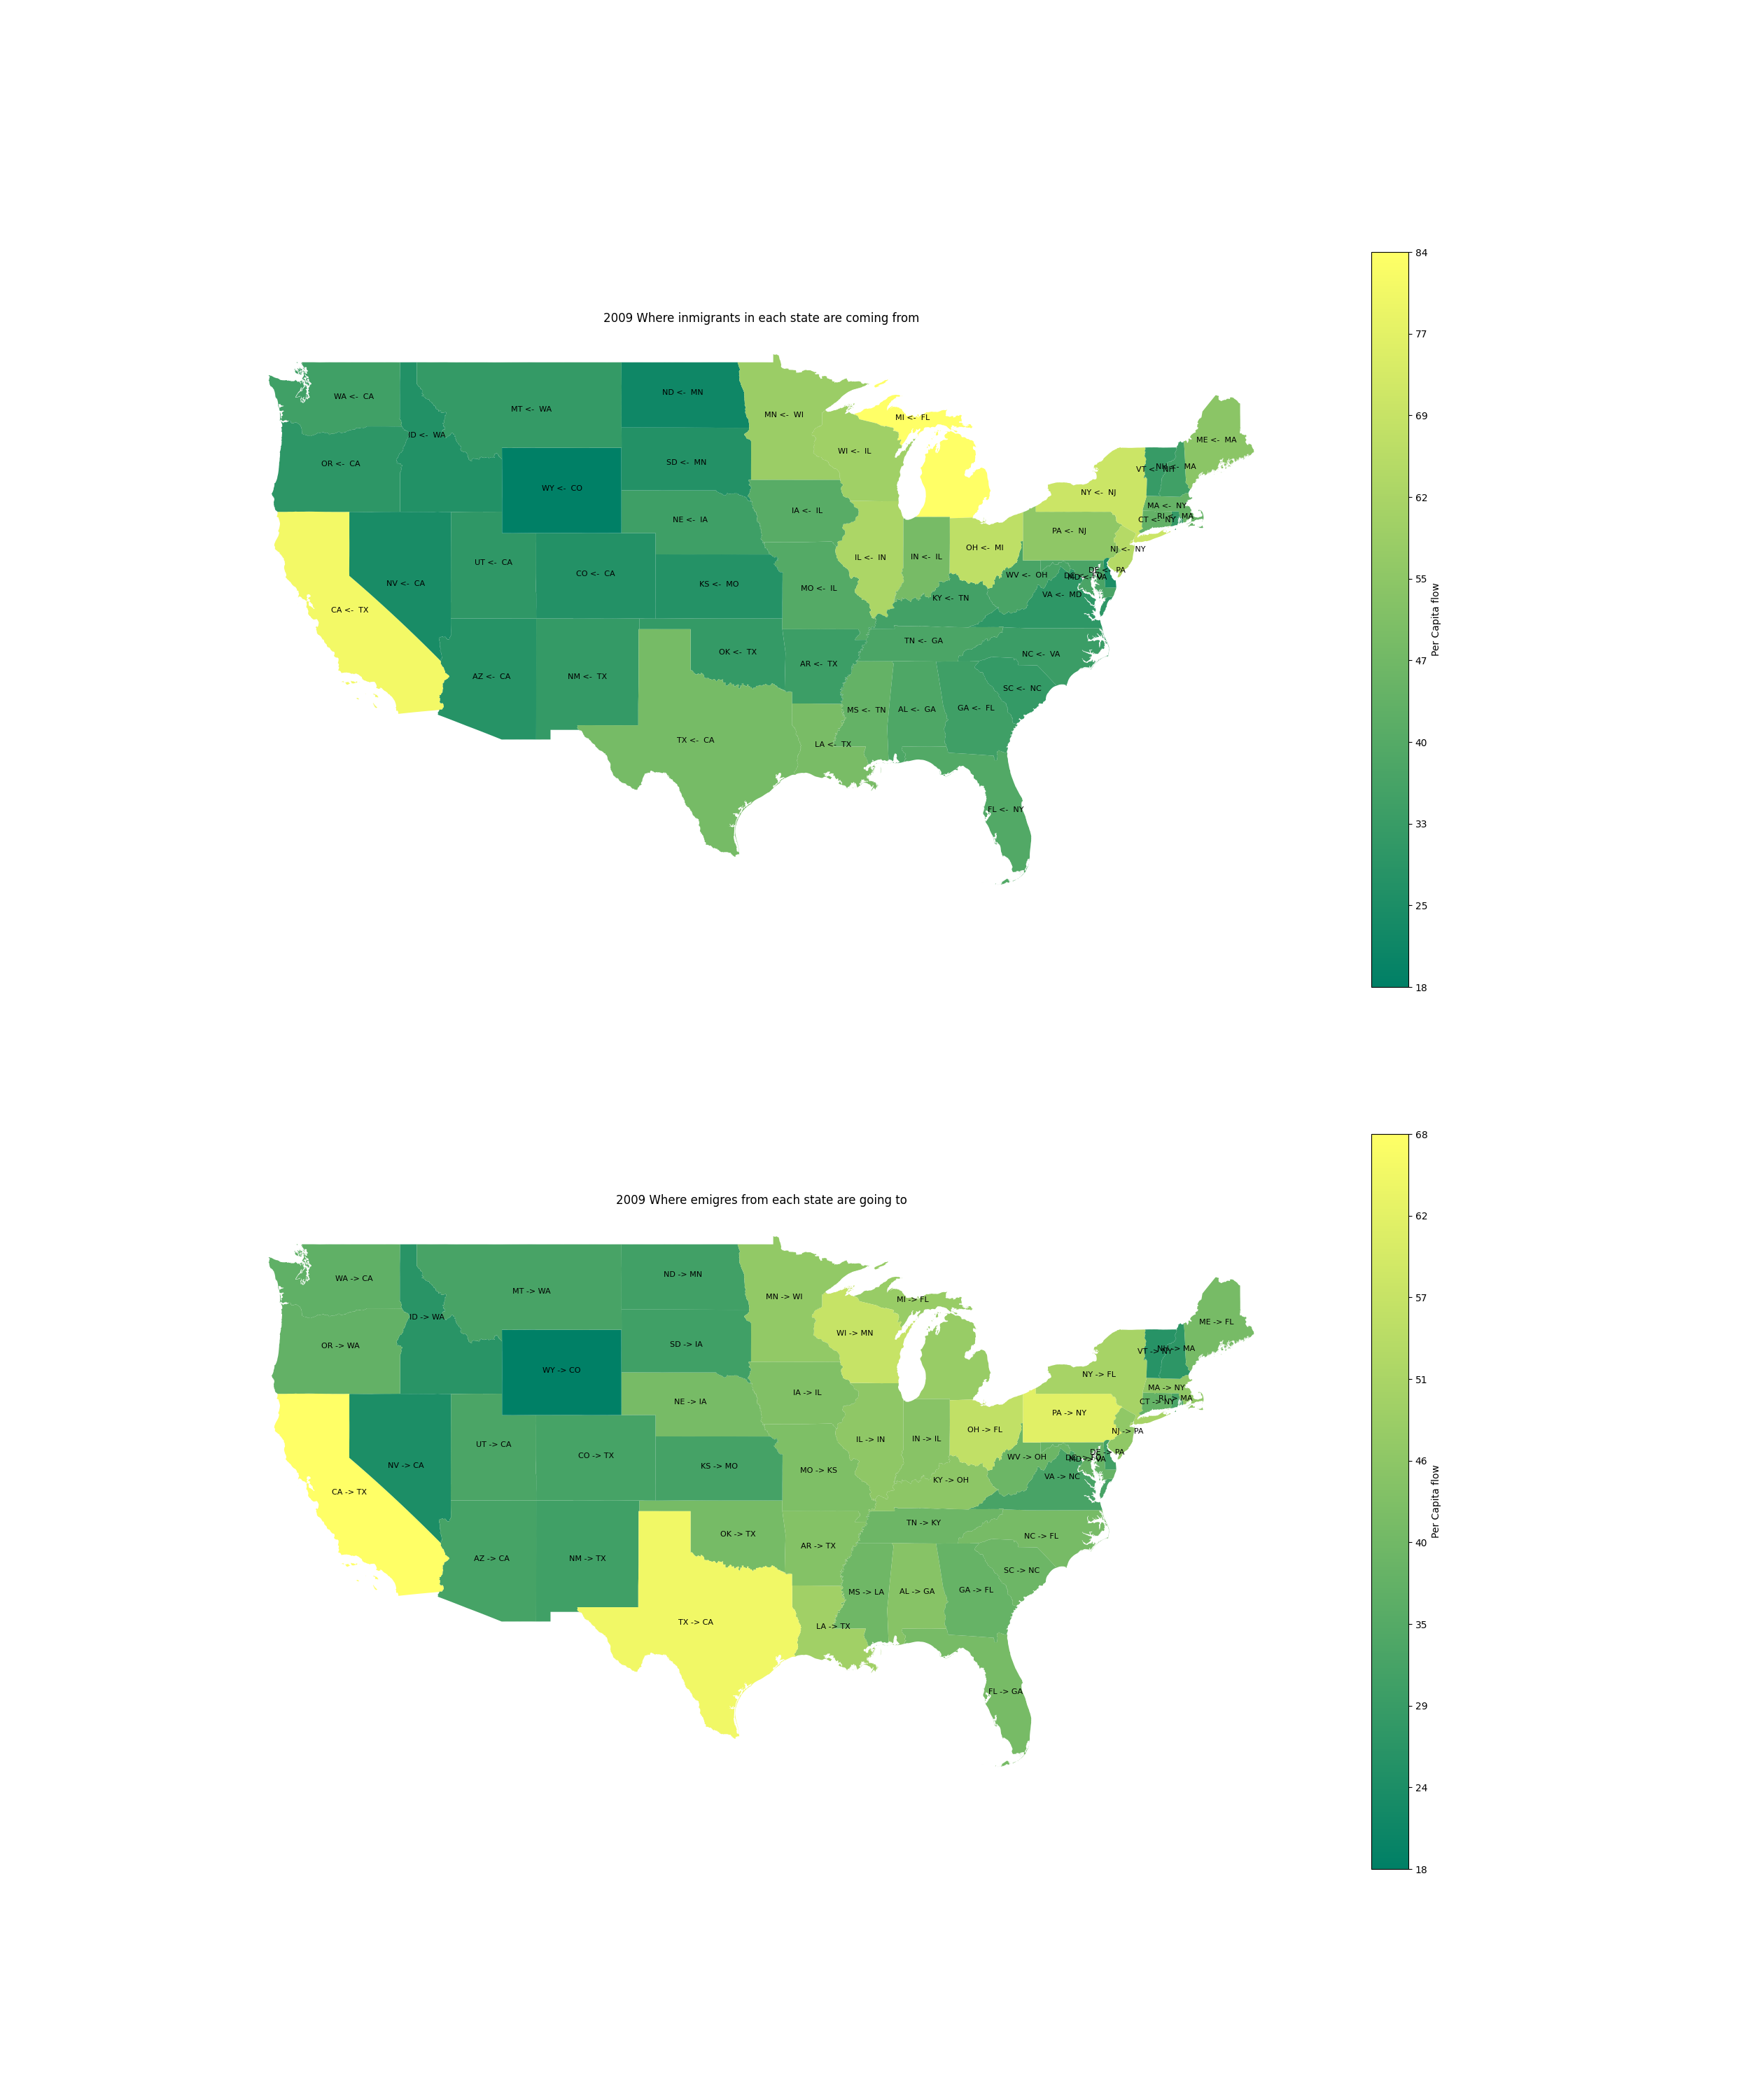 2009 Where inmigrants in each state are coming from
84
77
69
62
55
47
40
33
25
18
Per Capita flow
WA <- CA
MT <- WA
ND <- MN
MN <- WI
MI <- FL
ME <- MA
ID <- WA
OR <- CA
SD <- MN
WI <- IL
VT <- NH
NH <- MA
WY <- CO
NY <- NJ
MA <- NY
NE <- IA
IA <- IL
CT <- NY
RI <- MA
PA <- NJ
NJ <- NY
OH <- MI
IL <- IN
IN <- IL
UT <- CA
CO <- CA
NV <- CA
KS <- MO
MO <- IL
WV <- OH
DE <- PA
MD <- VA
VA <- MD
KY <- TN
CA <- TX
TN <- GA
NC <- VA
OK <- TX
AR <- TX
AZ <- CA
NM <- TX
SC <- NC
MS <- TN
AL <- GA
GA <- FL
TX <- CA
LA <- TX
FL <- NY
2009 Where emigres from each state are going to
68
62
57
51
46
40
35
29
24
18
Per Capita flow
WA -> CA
MT -> WA
ND -> MN
MN -> WI
MI -> FL
ME -> FL
ID -> WA
OR -> WA
SD -> IA
WI -> MN
VT -> NY
NH -> MA
WY -> CO
NY -> FL
MA -> NY
NE -> IA
IA -> IL
CT -> NY
RI -> MA
PA -> NY
NJ -> PA
OH -> FL
IL -> IN
IN -> IL
UT -> CA
CO -> TX
NV -> CA
KS -> MO
MO -> KS
WV -> OH
DE -> PA
MD -> VA
VA -> NC
KY -> OH
CA -> TX
TN -> KY
NC -> FL
OK -> TX
AR -> TX
AZ -> CA
NM -> TX
SC -> NC
MS -> LA
AL -> GA
GA -> FL
TX -> CA
LA -> TX
FL -> GA